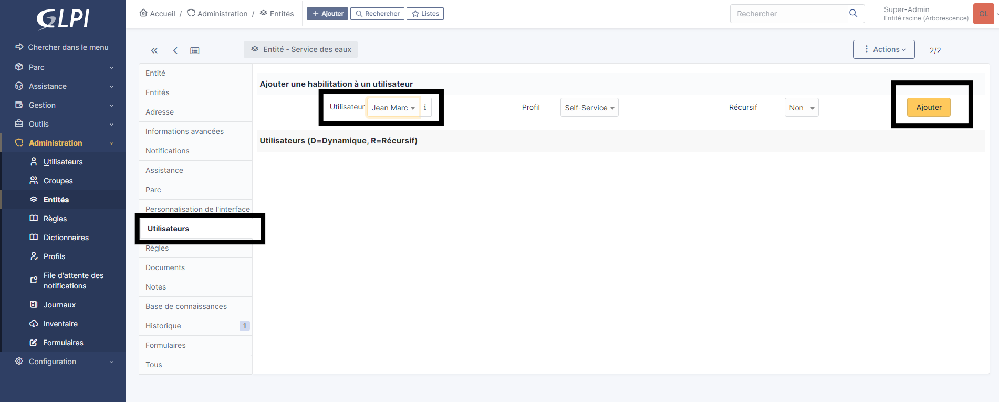 GLPI
Chercher dans le menu
Parc
Assistance
Gestion
Outils
Administration
Utilisateurs
Groupes
Entités
Règles
Dictionnaires
Profils
File d'attente des
notifications
Journaux
Inventaire
Formulaires
Configuration
Accueil / Administration / Entités
+ Ajouter
Rechercher
Listes
Rechercher
Super-Admin
Entité racine (Arborescence)
GL
Entité - Service des eaux
Actions
2/2
Entité
Entités
Adresse
Informations avancées
Notifications
Assistance
Parc
Personnalisation de l'interface
Utilisateurs
Règles
Documents
Notes
Base de connaissances
Historique 1
Formulaires
Tous
Ajouter une habilitation à un utilisateur
Utilisateur Jean Marc i Profil Self-Service Récursif Non Ajouter
Utilisateurs (D=Dynamique, R=Récursif)